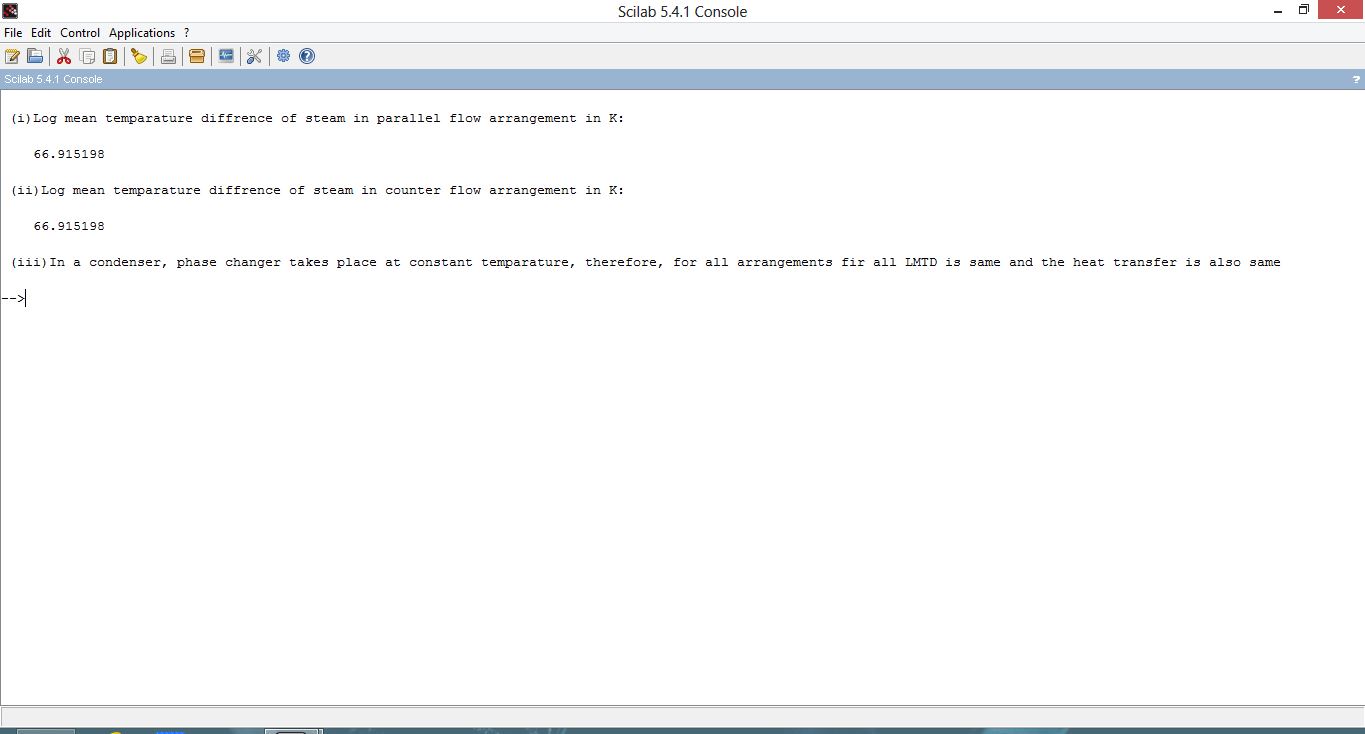 Scilab 5.4.1 Console
File Edit Control Applications ?
Scilab 5.4.1 Console ?
(i)Log mean temparature diffrence of steam in parallel flow arrangement in K:
66.915198
(ii)Log mean temparature diffrence of steam in counter flow arrangement in K:
66.915198
(iii)In a condenser, phase changer takes place at constant temparature, therefore, for all arrangements fir all LMTD is same and the heat transfer is also same
-->